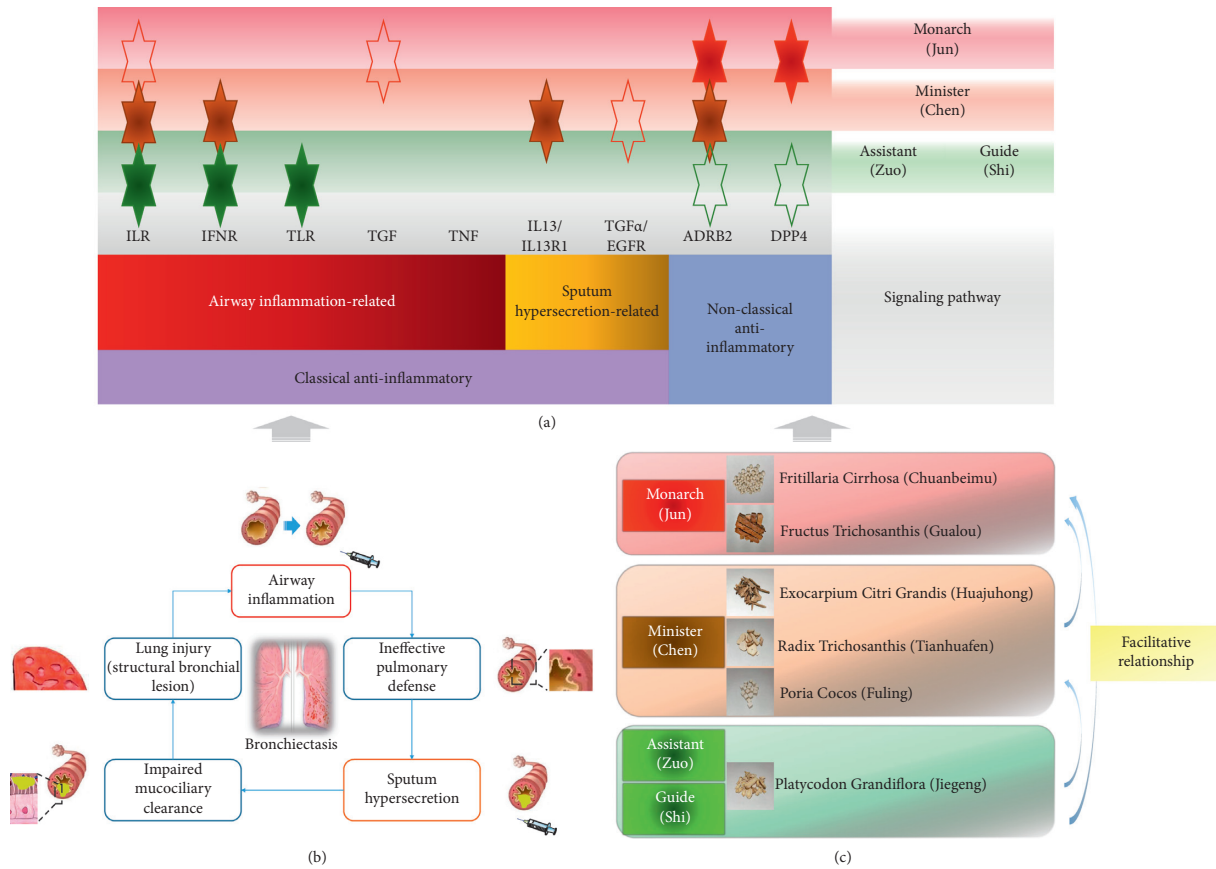 Monarch
(Jun)
Minister
(Chen)
Assistant
(Zuo)
Guide
(Shi)
ILR
IFNR
TLR
TGF
TNF
IL13/
IL13R1
TGFα/
EGFR
ADRB2
DPP4
Airway inflammation-related
Sputum
hypersecretion-related
Non-classical
anti-
inflammatory
Signaling pathway
Classical anti-inflammatory
(a)
Airway
inflammation
Lung injury
(structural bronchial
lesion)
Ineffective
pulmonary
defense
Bronchiectasis
Impaired
mucociliary
clearance
Sputum
hypersecretion
(b)
Monarch
(Jun)
Fritillaria Cirrhosa (Chuanbeimu)
Fructus Trichosanthis (Gualou)
Minister
(Chen)
Exocarpium Citri Grandis (Huajuhong)
Radix Trichosanthis (Tianhuafen)
Poria Cocos (Fuling)
Assistant
(Zuo)
Guide
(Shi)
Platycodon Grandiflora (Jiegeng)
Facilitative
relationship
(c)